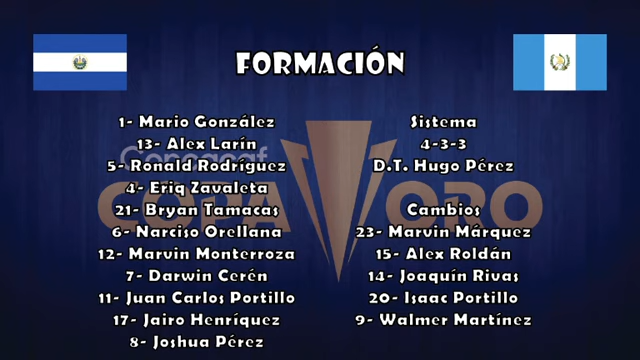 FORMACIÓN
1- Mario González
13- Alex Larín
5- Ronald Rodríguez
4- Eriq Zavaleta
21- Bryan Tamacas
6- Narciso Orellana
12- Marvin Monterroza
7- Darwin Cerén
11- Juan Carlos Portillo
17- Jairo Henríquez
8- Joshua Pérez
Sistema
4-3-3
D.T. Hugo Pérez
Cambios
23- Marvin Márquez
15- Alex Roldán
14- Joaquín Rivas
20- Isaac Portillo
9- Walmer Martínez
Concacaf
COPA ORO